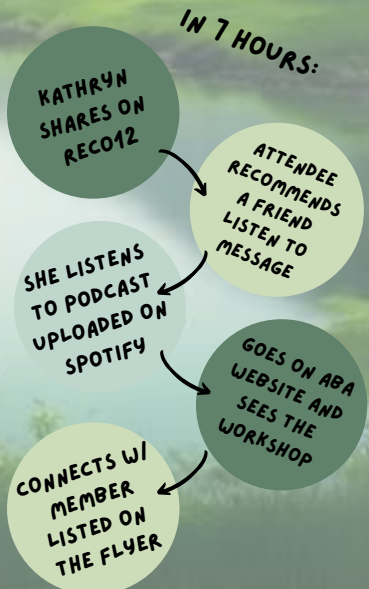 IN 7 HOURS:
KATHRYN
SHARES ON
RECO12
ATTENDEE
RECOMMENDS
A FRIEND
LISTEN TO
MESSAGE
SHE LISTENS
TO PODCAST
UPLOADED ON
SPOTIFY
GOES ON ABA
WEBSITE AND
SEES THE
WORKSHOP
CONNECTS W/
MEMBER
LISTED ON
THE FLYER